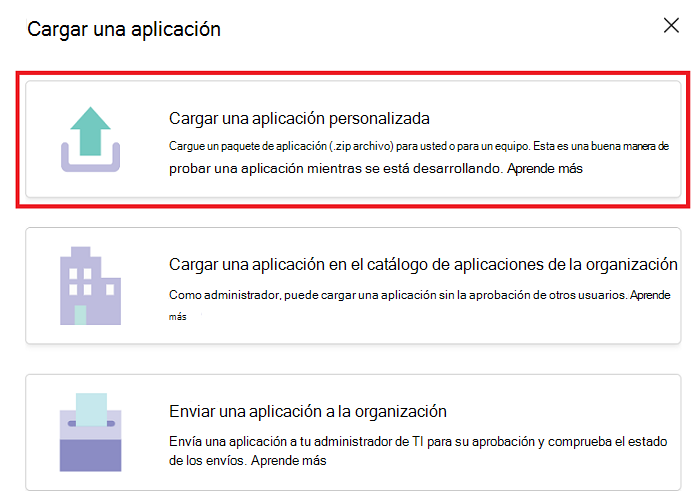 Cargar una aplicación
Cargar una aplicación personalizada
Cargue un paquete de aplicación (.zip archivo) para usted o para un equipo. Esta es una buena manera de
probar una aplicación mientras se está desarrollando. Aprende más
Cargar una aplicación en el catálogo de aplicaciones de la organización
Como administrador, puede cargar una aplicación sin la aprobación de otros usuarios. Aprende
más
Enviar una aplicación a la organización
Envía una aplicación a tu administrador de TI para su aprobación y comprueba el estado
de los envíos. Aprende más